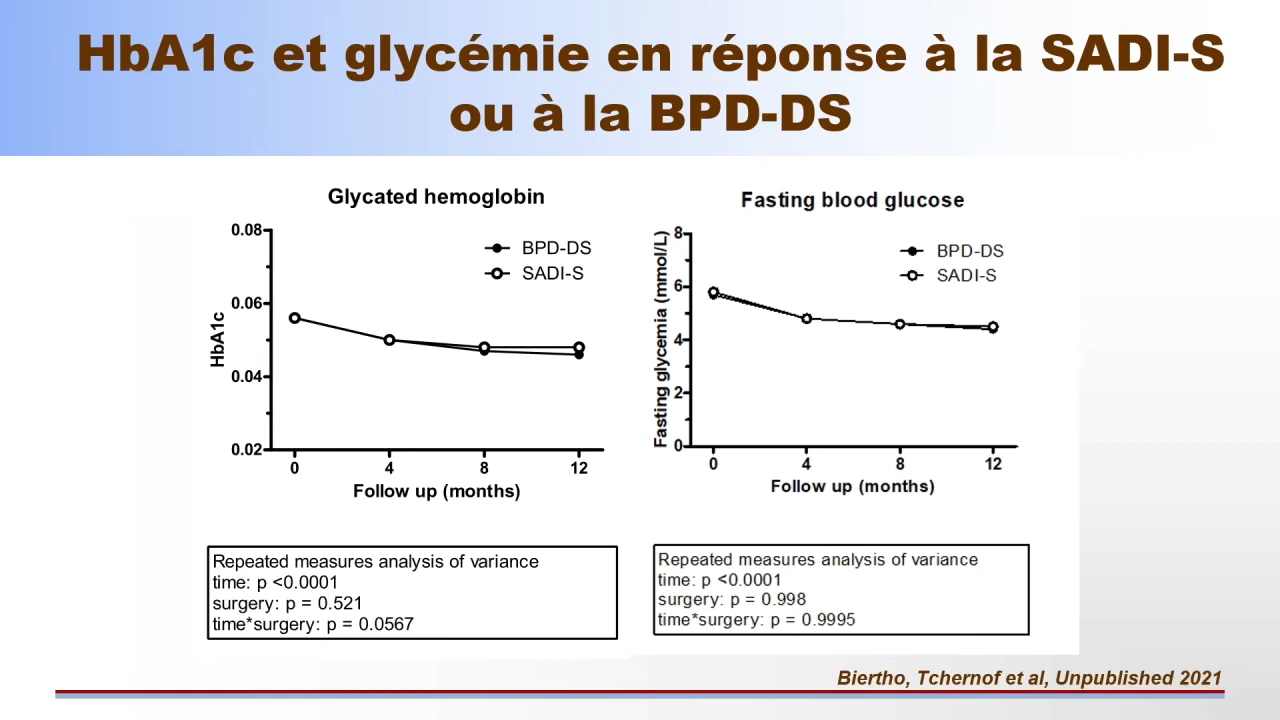 HbA1c et glycémie en réponse à la SADI-S
ou à la BPD-DS
Glycated hemoglobin
0.08
0.06
0.04
0.02
HbA1c
BPD-DS
SADI-S
0 4 8 12
Follow up (months)
Repeated measures analysis of variance
time: p <0.0001
surgery: p = 0.521
time*surgery: p = 0.0567
Fasting blood glucose
8
6
4
2
0
Fasting glycemia (mmol/L)
BPD-DS
SADI-S
0 4 8 12
Follow up (months)
Repeated measures analysis of variance
time: p <0.0001
surgery: p = 0.998
time*surgery: p = 0.9995
Biertho, Tchernof et al, Unpublished 2021